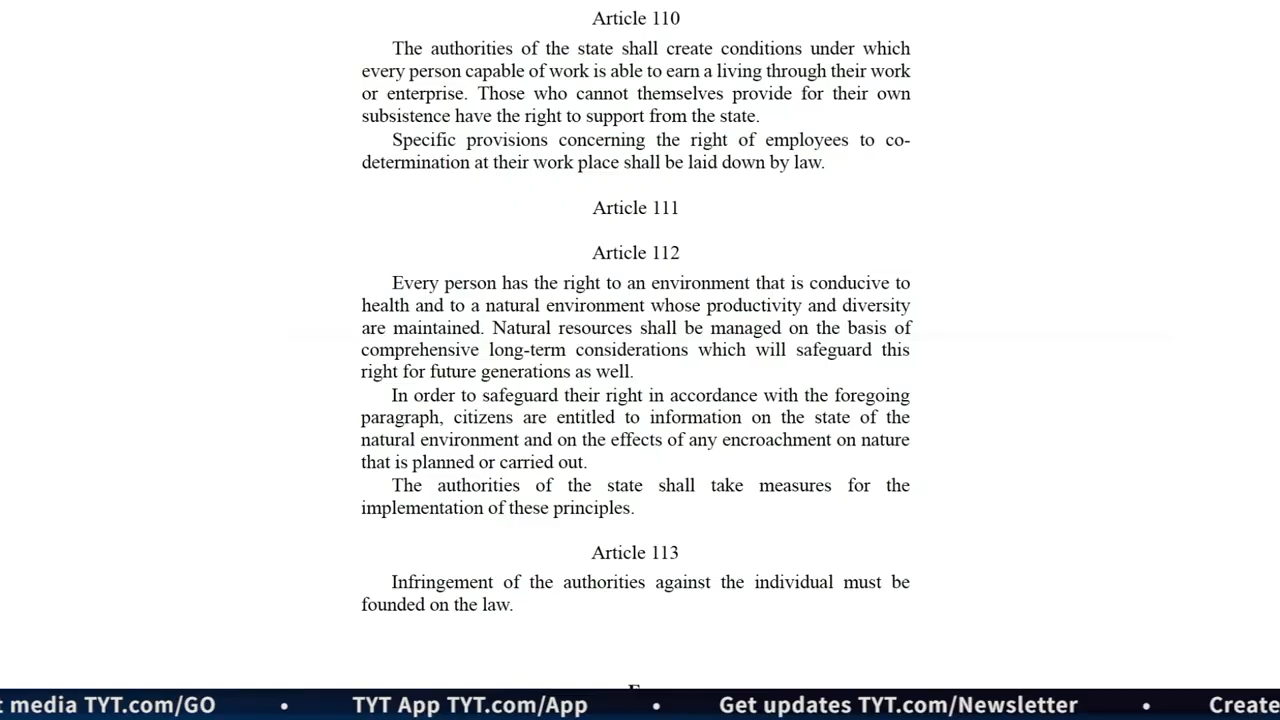 Article 110
The authorities of the state shall create conditions under which
every person capable of work is able to earn a living through their work
or enterprise. Those who cannot themselves provide for their own
subsistence have the right to support from the state.
Specific provisions concerning the right of employees to co-
determination at their work place shall be laid down by law.
Article 111
Article 112
Every person has the right to an environment that is conducive to
health and to a natural environment whose productivity and diversity
are maintained. Natural resources shall be managed on the basis of
comprehensive long-term considerations which will safeguard this
right for future generations as well.
In order to safeguard their right in accordance with the foregoing
paragraph, citizens are entitled to information on the state of the
natural environment and on the effects of any encroachment on nature
that is planned or carried out.
The authorities of the state shall take measures for the
implementation of these principles.
Article 113
Infringement of the authorities against the individual must be
founded on the law.
t media TYT.com/GO • TYT App TYT.com/App • Get updates TYT.com/Newsletter • Create